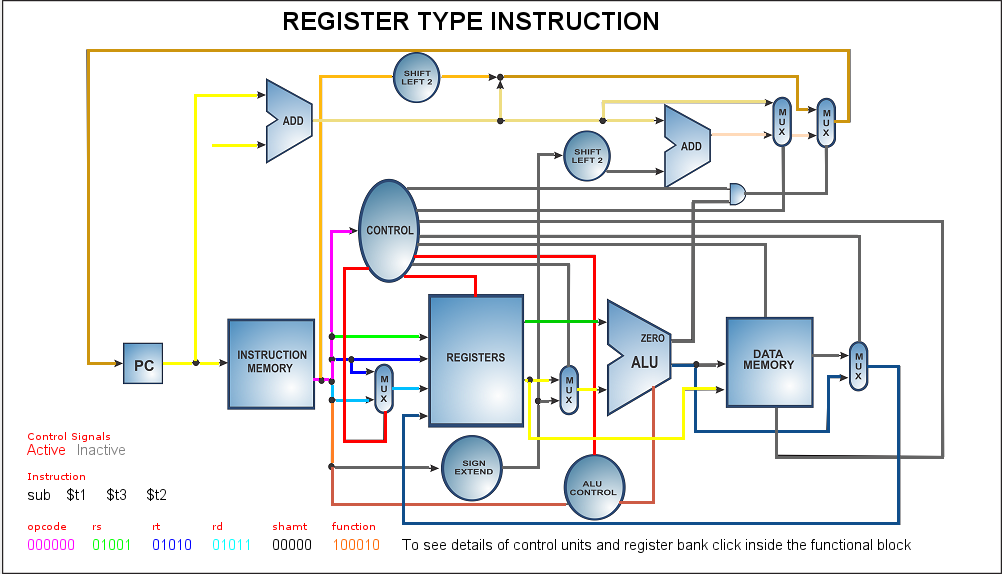 REGISTER TYPE INSTRUCTION
SHIFT
LEFT 2
ADD
MUX
MUX
SHIFT
LEFT 2
ADD
CONTROL
PC
INSTRUCTION
MEMORY
REGISTERS
MUX
MUX
ZERO
ALU
DATA
MEMORY
MUX
SIGN
EXTEND
ALU
CONTROL
Control Signals
Active Inactive
Instruction
sub $t1 $t3 $t2
opcode rs rt rd shamt function
000000 01001 01010 01011 00000 100010
To see details of control units and register bank click inside the functional block